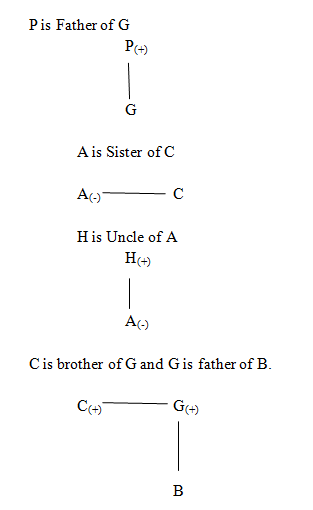 P is Father of G
P(+)
G
A is Sister of C
A(-) C
H is Uncle of A
H(+)
A(-)
C is brother of G and G is father of B.
C(+) G(+)
B